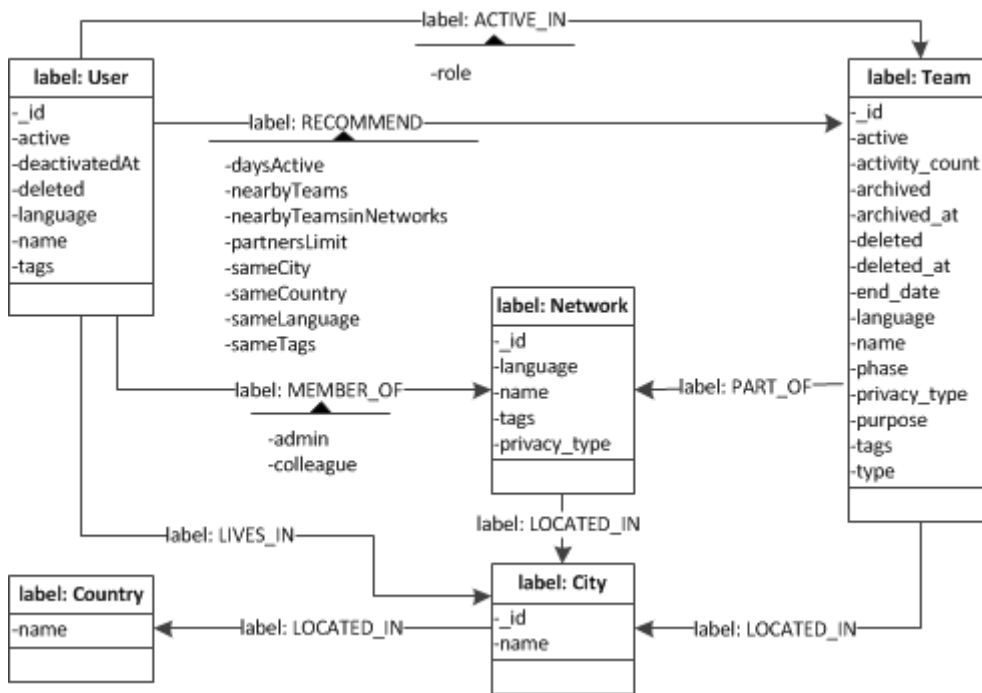 label: ACTIVE_IN
-role
label: User
-_id
-active
-deactivatedAt
-deleted
-language
-name
-tags
label: RECOMMEND
-daysActive
-nearbyTeams
-nearbyTeamsinNetworks
-partnersLimit
-sameCity
-sameCountry
-sameLanguage
-sameTags
label: Team
-_id
-active
-activity_count
-archived
-archived_at
-deleted
-deleted_at
-end_date
-language
-name
-phase
-privacy_type
-purpose
-tags
-type
label: Network
-_id
-language
-name
-tags
-privacy_type
label: MEMBER_OF
-admin
-colleague
label: PART_OF
label: LOCATED_IN
label: LIVES_IN
label: Country
-name
label: LOCATED_IN
label: City
-_id
-name
label: LOCATED_IN